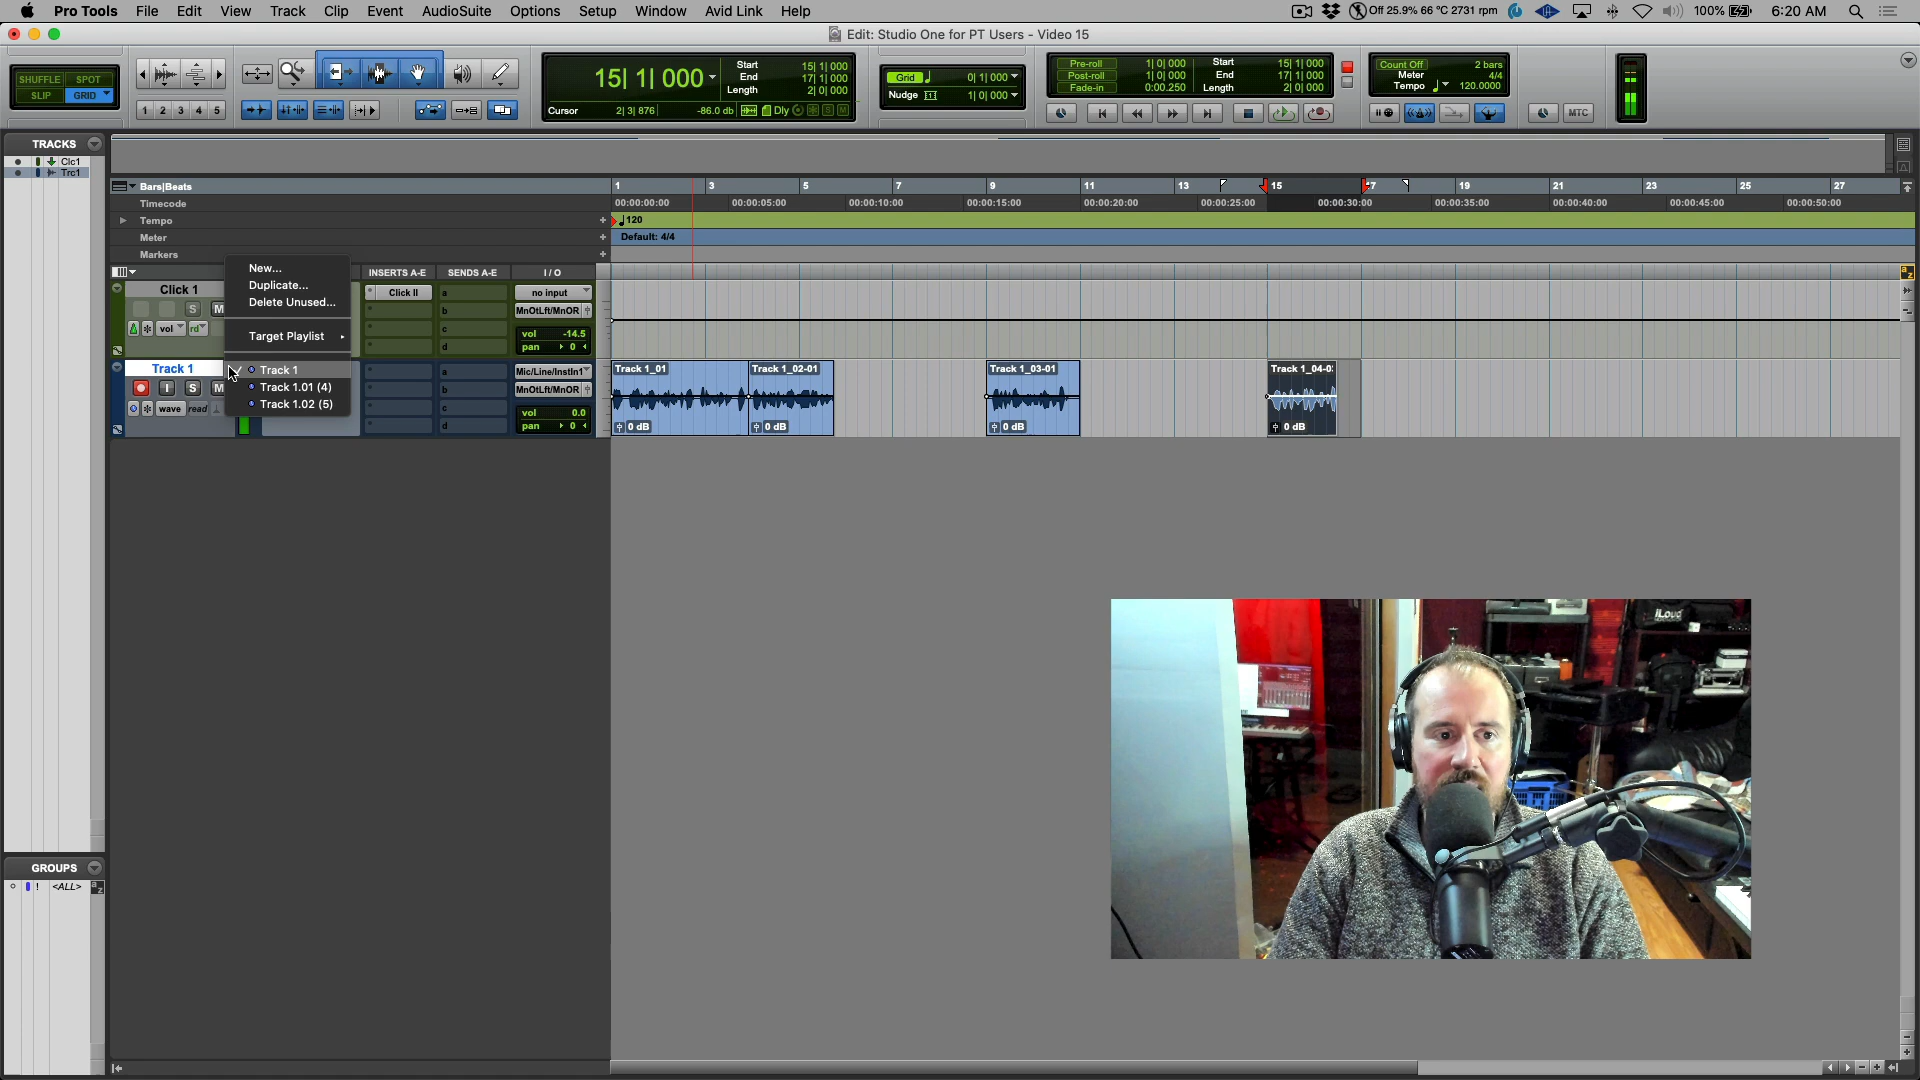 Pro Tools File Edit View Track Clip Event AudioSuite Options Setup Window Avid Link Help Off 25.9% 66 °C 2731 rpm 100% 6:20 AM
Edit: Studio One for PT Users - Video 15
SHUFFLE SPOT
SLIP GRID
1 2 3 4 5
15| 1| 000
Start 15| 1| 000
End 17| 1| 000
Length 2| 0| 000
Cursor 2| 3| 876 -86.0 db Dly
Grid 0| 1| 000
Nudge 1| 0| 000
Pre-roll 1| 0| 000
Post-roll 1| 0| 000
Fade-in 0:00.250
Start 15| 1| 000
End 17| 1| 000
Length 2| 0| 000
Count Off 2 bars
Meter 4/4
Tempo 120.0000
MTC
TRACKS
Clc1
Trc1
Bars|Beats 1 3 5 7 9 11 13 15 17 19 21 23 25 27
Timecode 00:00:00:00 00:00:05:00 00:00:10:00 00:00:15:00 00:00:20:00 00:00:25:00 00:00:30:00 00:00:35:00 00:00:40:00 00:00:45:00 00:00:50:00
Tempo 120
Meter Default: 4/4
Markers
INSERTS A-E SENDS A-E I / O
New...
Duplicate...
Delete Unused...
Target Playlist
Track 1
Track 1.01 (4)
Track 1.02 (5)
Click 1
S M
vol rd
Click II
a
b
c
d
no input
MnOtLft/MnOR
vol -14.5
pan 0
Track 1
I S M
wave read
a
b
c
d
Mic/Line/InstIn1
MnOtLft/MnOR
vol 0.0
pan 0
Track 1_01 Track 1_02-01 Track 1_03-01 Track 1_04-0
0 dB 0 dB 0 dB 0 dB
iLoud
GROUPS
! <ALL>
a z